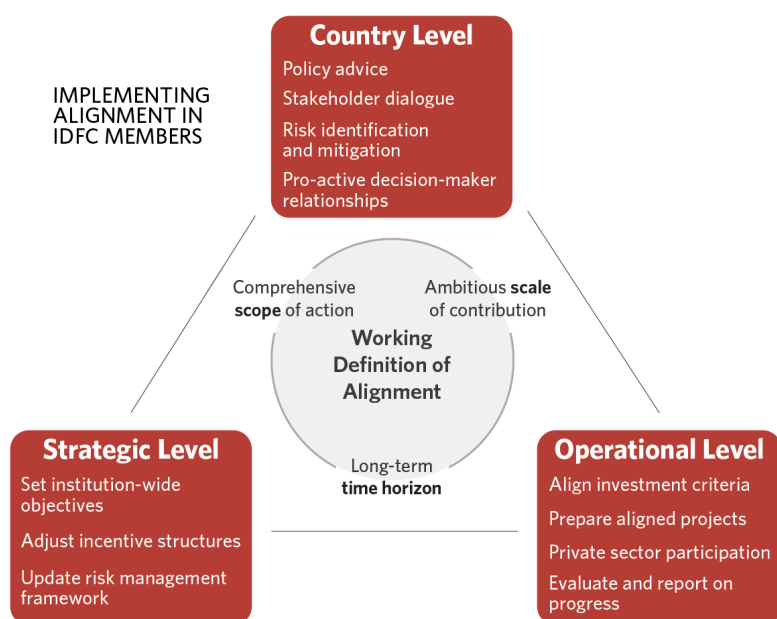 IMPLEMENTING
ALIGNMENT IN
IDFC MEMBERS
Country Level
Policy advice
Stakeholder dialogue
Risk identification
and mitigation
Pro-active decision-maker
relationships
Comprehensive
scope of action
Ambitious scale
of contribution
Working
Definition of
Alignment
Long-term
time horizon
Strategic Level
Set institution-wide
objectives
Adjust incentive structures
Update risk management
framework
Operational Level
Align investment criteria
Prepare aligned projects
Private sector participation
Evaluate and report on
progress